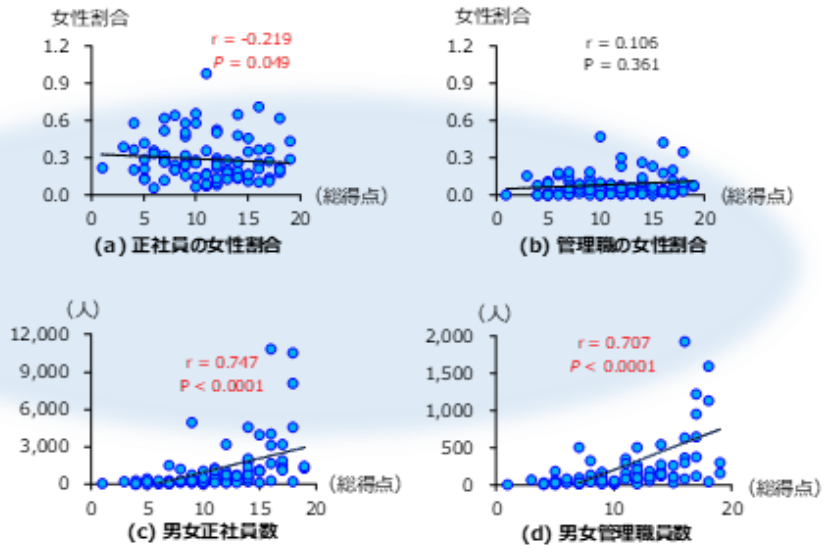 女性割合
r = -0.219
P = 0.049
1.2
0.9
0.6
0.3
0.0
0
5
10
15
20
(総得点)
(a) 正社員の女性割合
女性割合
r = 0.106
P = 0.361
1.2
0.9
0.6
0.3
0.0
0
5
10
15
20
(総得点)
(b) 管理職の女性割合
(人)
r = 0.747
P < 0.0001
12,000
9,000
6,000
3,000
0
0
5
10
15
20
(総得点)
(c) 男女正社員数
(人)
r = 0.707
P < 0.0001
2,000
1,500
1,000
500
0
0
10
20
(総得点)
(d) 男女管理職員数